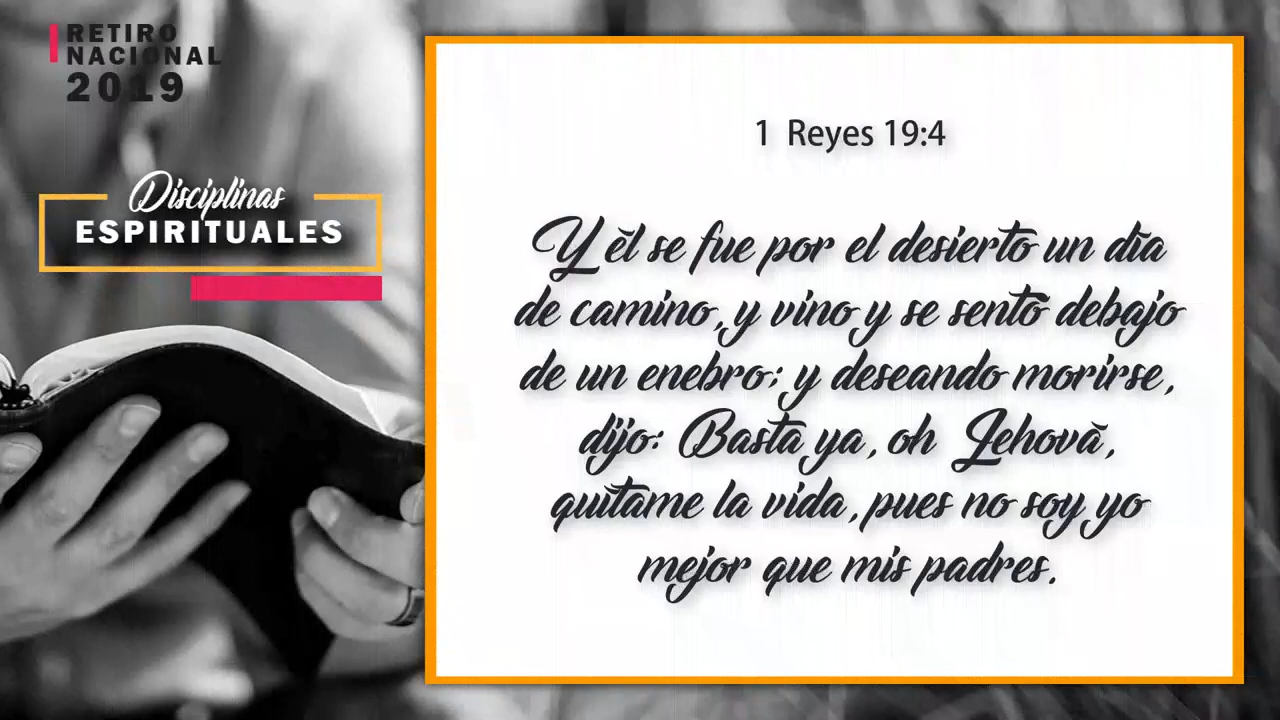 RETIRO
NACIONAL
2019
Disciplinas
ESPIRITUALES
1 Reyes 19:4
Y él se fue por el desierto un día
de camino, y vino y se sentó debajo
de un enebro; y deseando morirse,
dijo: Basta ya, oh Jehová,
quítame la vida, pues no soy yo
mejor que mis padres.